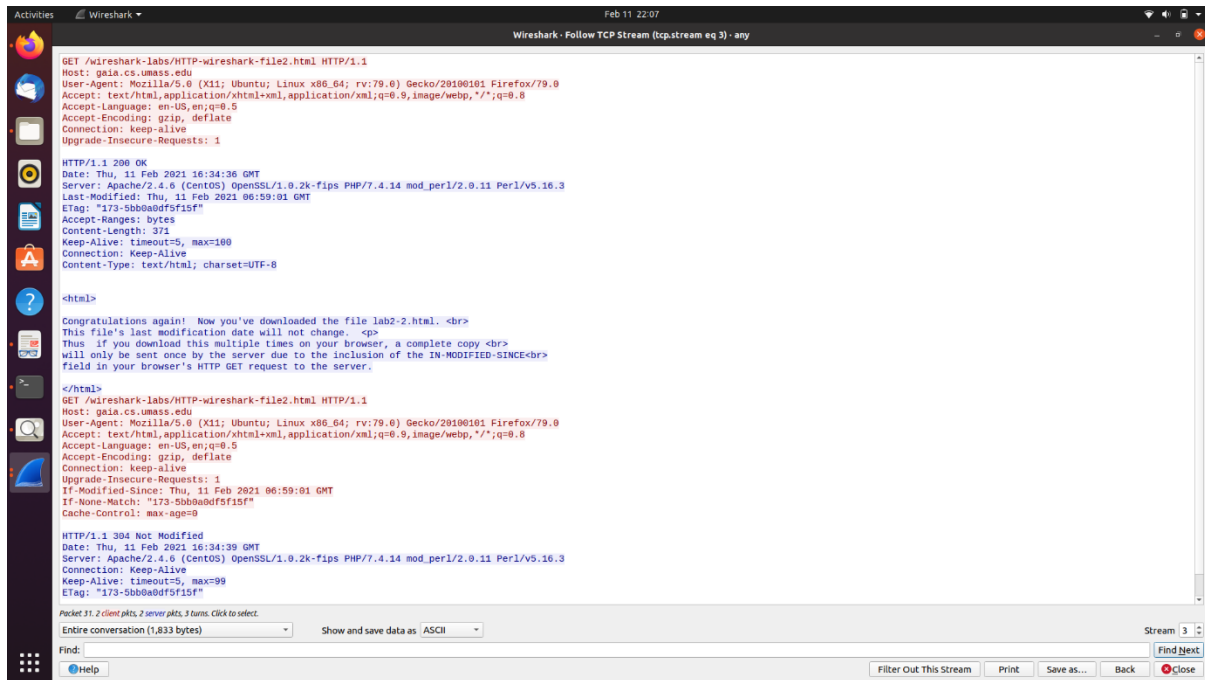 Activities Wireshark Feb 11 22:07
Wireshark · Follow TCP Stream (tcp.stream eq 3) · any
GET /wireshark-labs/HTTP-wireshark-file2.html HTTP/1.1
Host: gaia.cs.umass.edu
User-Agent: Mozilla/5.0 (X11; Ubuntu; Linux x86_64; rv:79.0) Gecko/20100101 Firefox/79.0
Accept: text/html,application/xhtml+xml,application/xml;q=0.9,image/webp,*/*;q=0.8
Accept-Language: en-US,en;q=0.5
Accept-Encoding: gzip, deflate
Connection: keep-alive
Upgrade-Insecure-Requests: 1
HTTP/1.1 200 OK
Date: Thu, 11 Feb 2021 16:34:36 GMT
Server: Apache/2.4.6 (CentOS) OpenSSL/1.0.2k-fips PHP/7.4.14 mod_perl/2.0.11 Perl/v5.16.3
Last-Modified: Thu, 11 Feb 2021 06:59:01 GMT
ETag: "173-5bb0a0df5f15f"
Accept-Ranges: bytes
Content-Length: 371
Keep-Alive: timeout=5, max=100
Connection: Keep-Alive
Content-Type: text/html; charset=UTF-8
<html>
Congratulations again! Now you've downloaded the file lab2-2.html. <br>
This file's last modification date will not change. <p>
Thus if you download this multiple times on your browser, a complete copy <br>
will only be sent once by the server due to the inclusion of the IN-MODIFIED-SINCE<br>
field in your browser's HTTP GET request to the server.
</html>
GET /wireshark-labs/HTTP-wireshark-file2.html HTTP/1.1
Host: gaia.cs.umass.edu
User-Agent: Mozilla/5.0 (X11; Ubuntu; Linux x86_64; rv:79.0) Gecko/20100101 Firefox/79.0
Accept: text/html,application/xhtml+xml,application/xml;q=0.9,image/webp,*/*;q=0.8
Accept-Language: en-US,en;q=0.5
Accept-Encoding: gzip, deflate
Connection: keep-alive
Upgrade-Insecure-Requests: 1
If-Modified-Since: Thu, 11 Feb 2021 06:59:01 GMT
If-None-Match: "173-5bb0a0df5f15f"
Cache-Control: max-age=0
HTTP/1.1 304 Not Modified
Date: Thu, 11 Feb 2021 16:34:39 GMT
Server: Apache/2.4.6 (CentOS) OpenSSL/1.0.2k-fips PHP/7.4.14 mod_perl/2.0.11 Perl/v5.16.3
Connection: Keep-Alive
Keep-Alive: timeout=5, max=99
ETag: "173-5bb0a0df5f15f"
Packet 31. 2 client pkts, 2 server pkts, 3 turns. Click to select.
Entire conversation (1,833 bytes) Show and save data as ASCII Stream 3
Find: Find Next
Help Filter Out This Stream Print Save as... Back Close